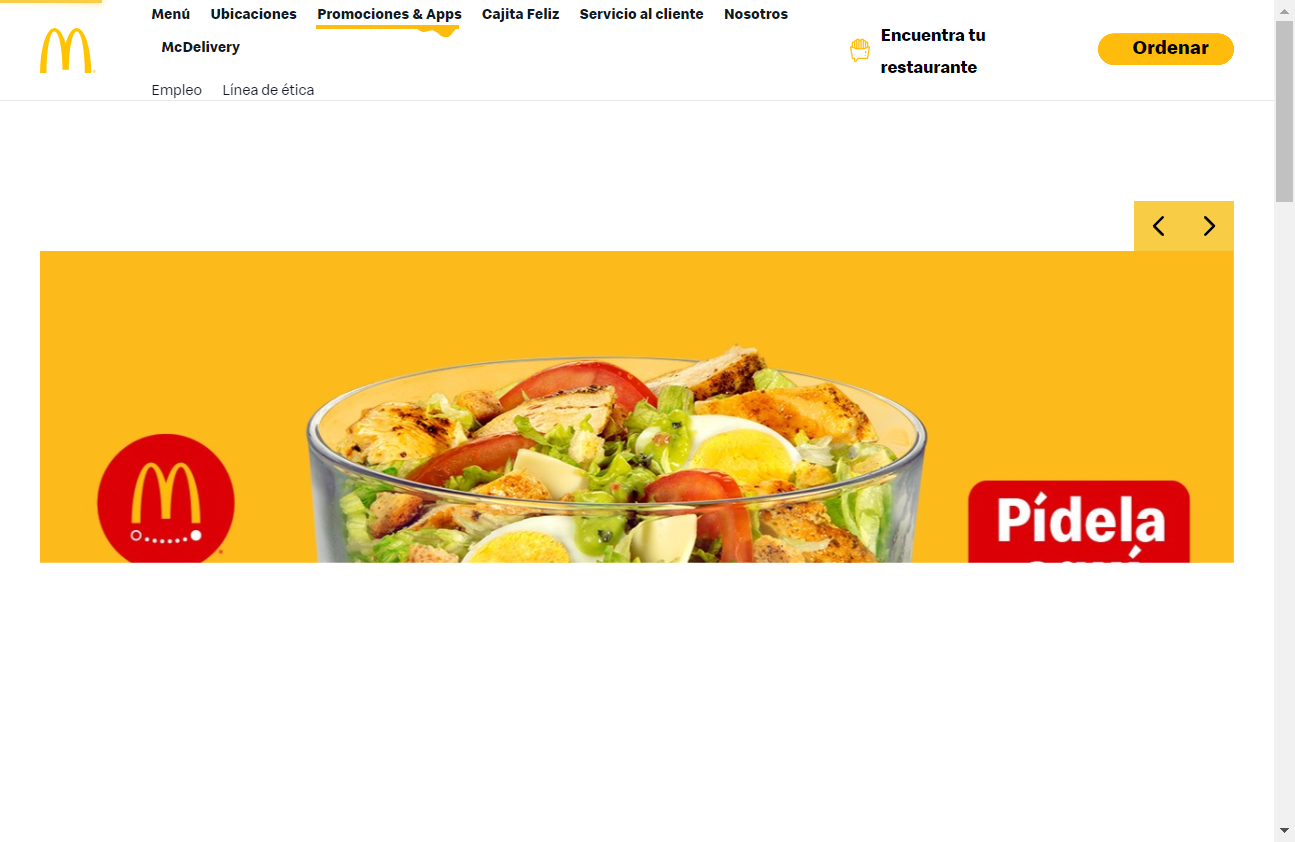 Menú Ubicaciones Promociones & Apps Cajita Feliz Servicio al cliente Nosotros
McDelivery
Empleo Línea de ética
Encuentra tu
restaurante
Ordenar
Pídela